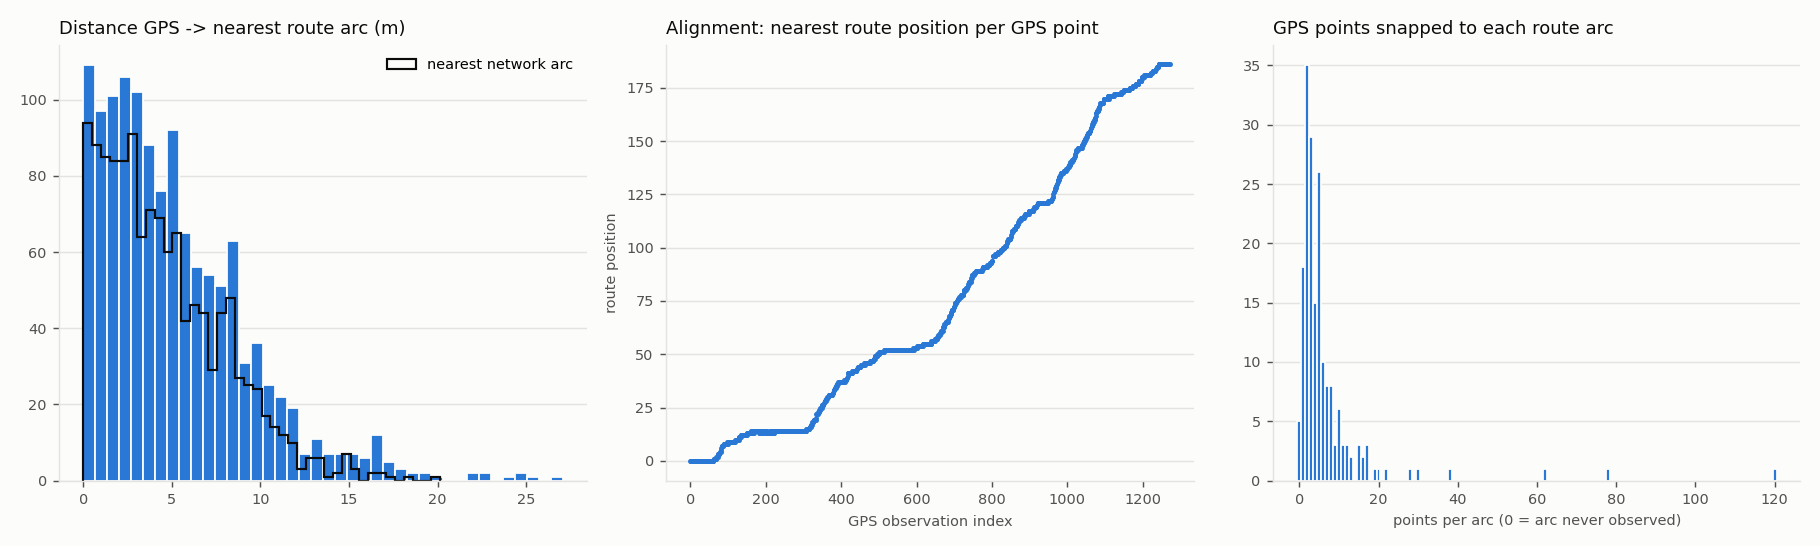 Distance GPS -> nearest route arc (m)
nearest network arc
100
80
60
40
20
0
0 5 10 15 20 25
Alignment: nearest route position per GPS point
route position
175
150
125
100
75
50
25
0
0 200 400 600 800 1000 1200
GPS observation index
GPS points snapped to each route arc
35
30
25
20
15
10
5
0
0 20 40 60 80 100 120
points per arc (0 = arc never observed)